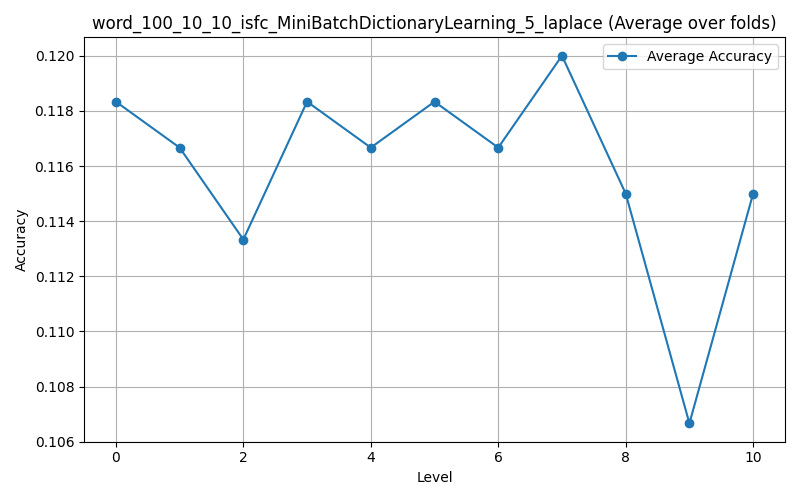 word_100_10_10_isfc_MiniBatchDictionaryLearning_5_laplace (Average over folds)
Average Accuracy
0.120
0.118
0.116
0.114
0.112
0.110
0.108
0.106
Accuracy
0 2 4 6 8 10
Level